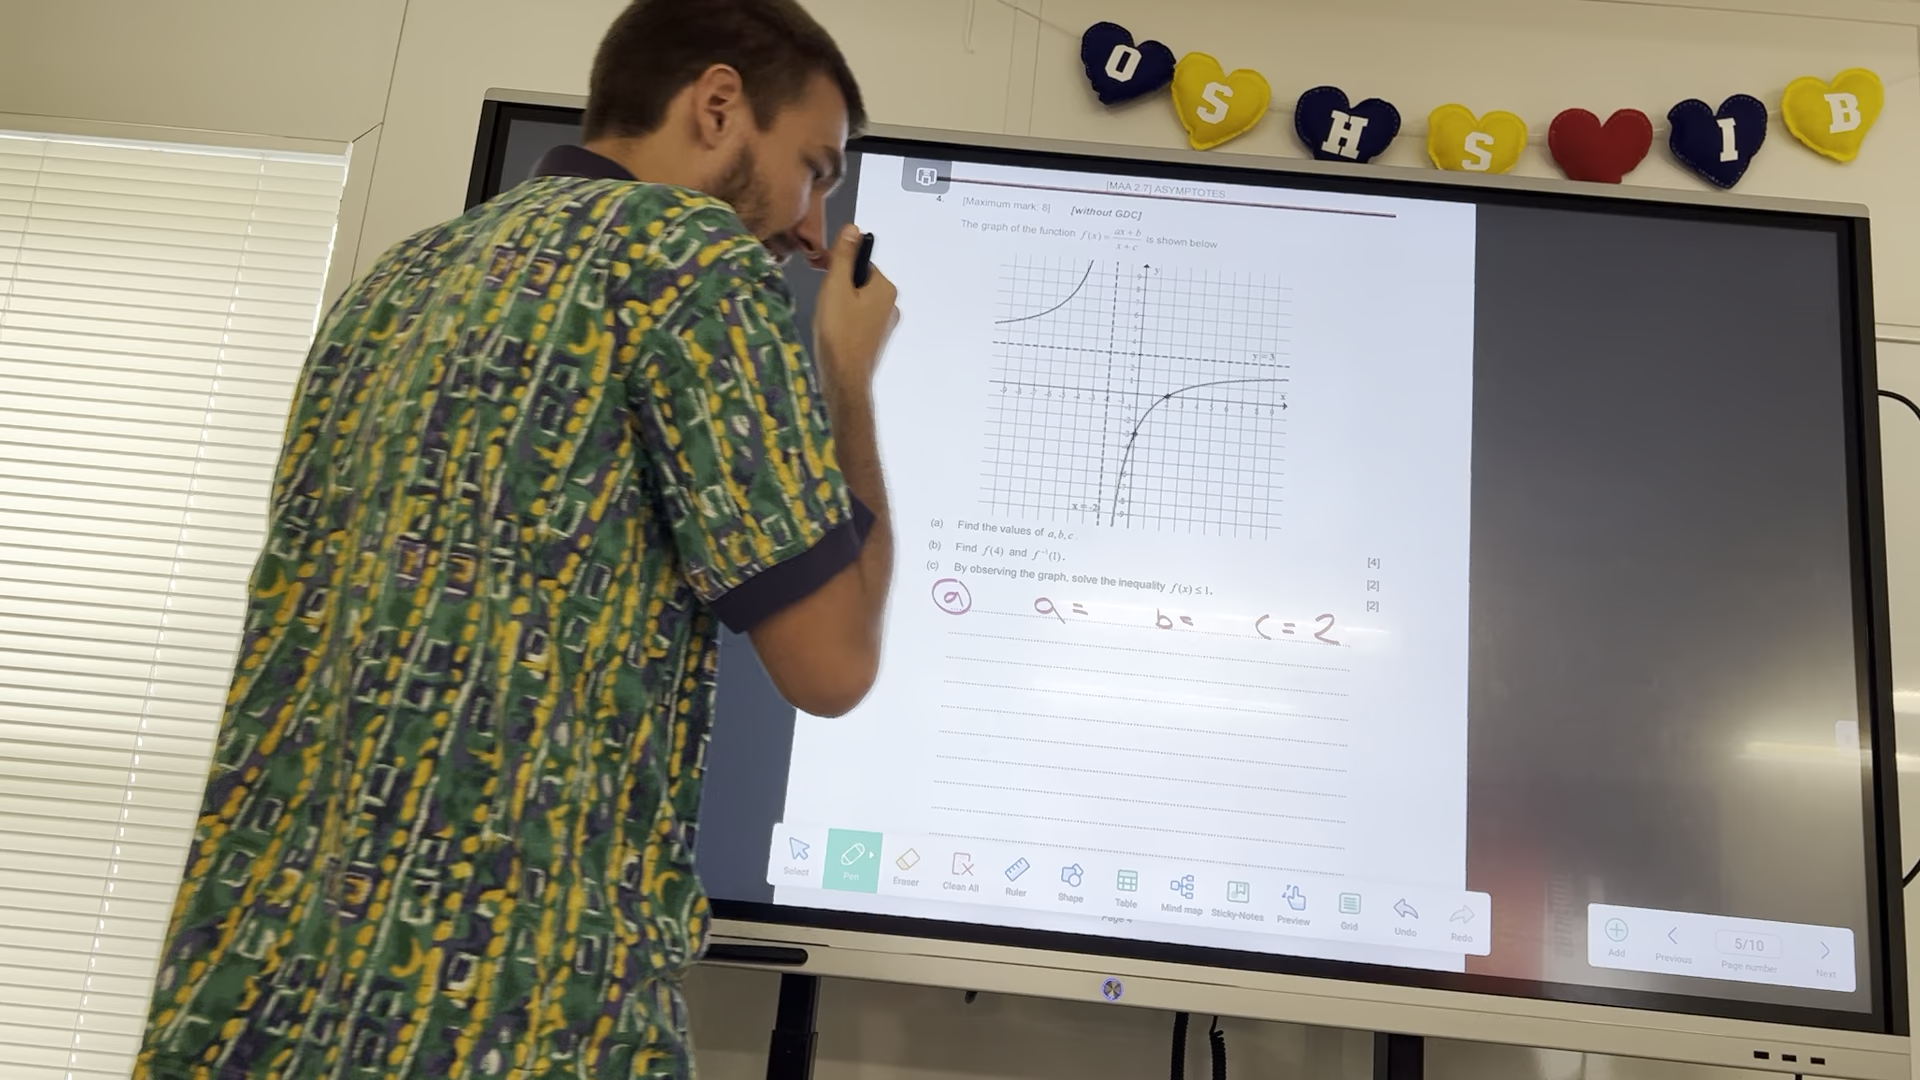 O S H S I B
[MAA 2.7] ASYMPTOTES
4. [Maximum mark: 8] [without GDC]
The graph of the function f(x) = (ax + b)/(x + c) is shown below
y
y = 3
x
x = -2
(a) Find the values of a, b, c. [4]
(b) Find f(4) and f⁻¹(1). [2]
(c) By observing the graph, solve the inequality f(x) ≤ 1. [2]
(a) a = b = c = 2
Select Pen Eraser Clean All Ruler Shape Table Mind map Sticky-Notes Preview Grid Undo Redo
Page 4
Add Previous 5/10 Next
Page number